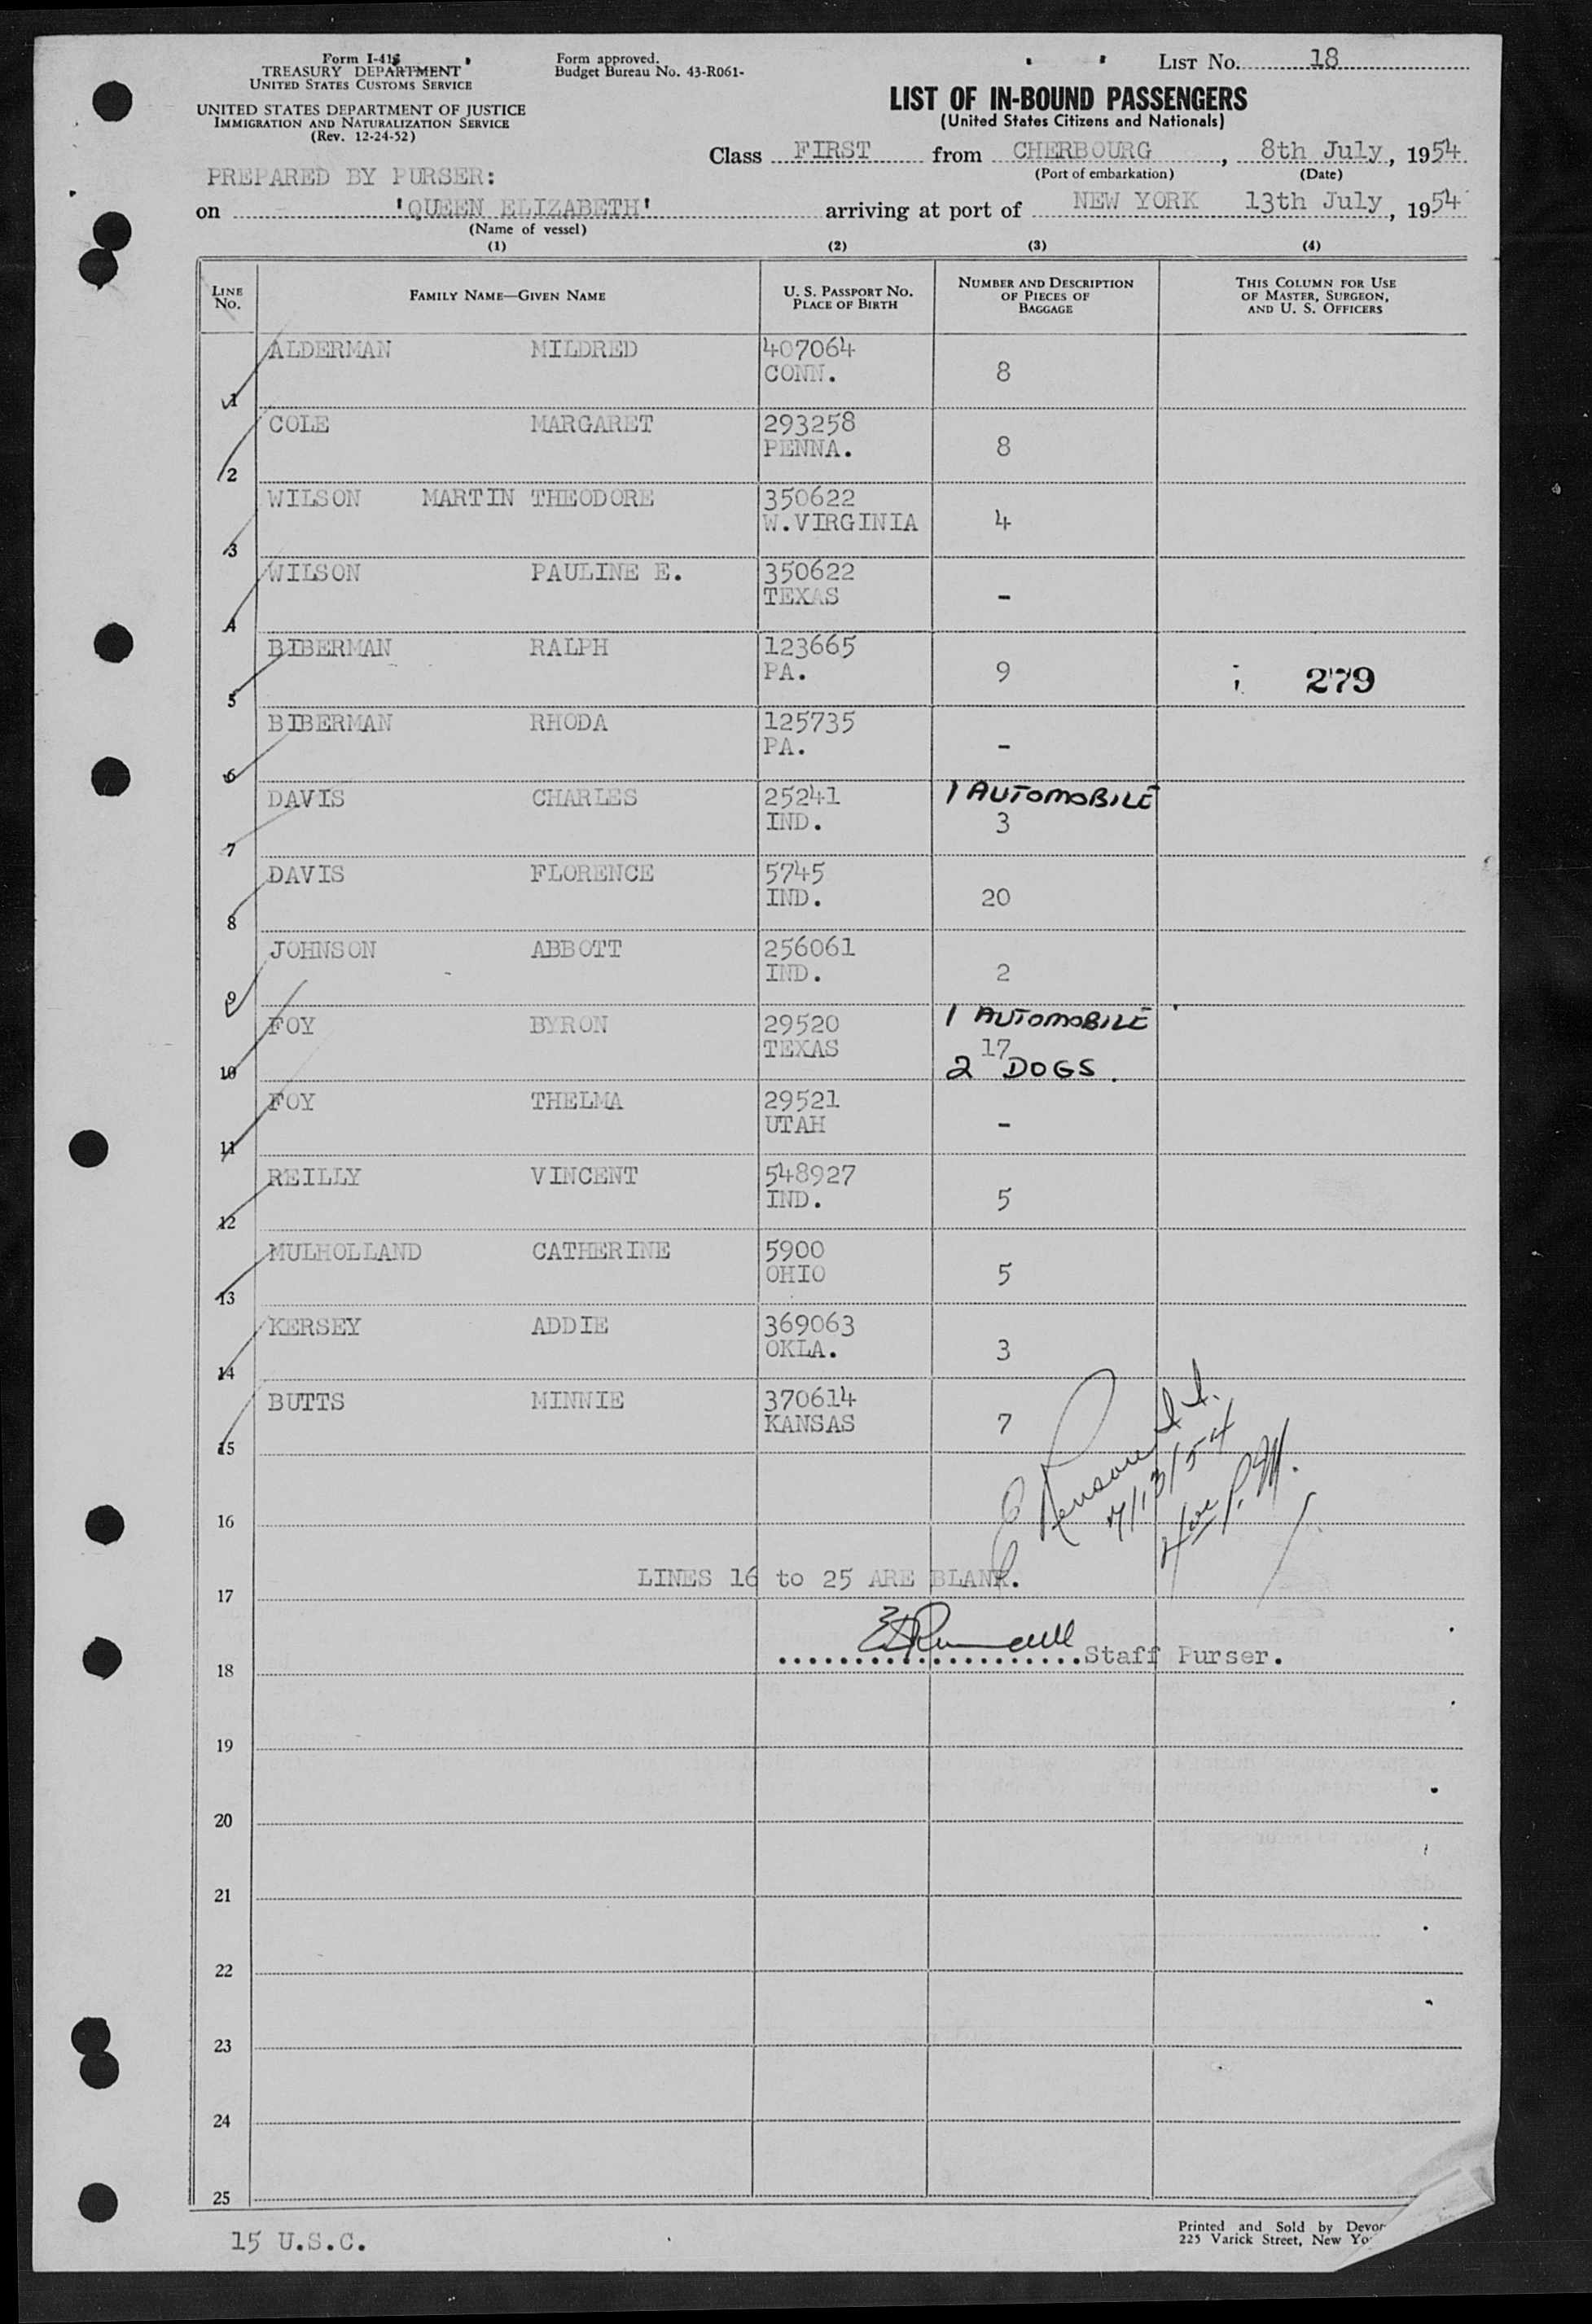 Form I-415
TREASURY DEPARTMENT
UNITED STATES CUSTOMS SERVICE
UNITED STATES DEPARTMENT OF JUSTICE
IMMIGRATION AND NATURALIZATION SERVICE
(Rev. 12-24-52)
Form approved.
Budget Bureau No. 43-R061-
LIST No. 18
LIST OF IN-BOUND PASSENGERS
(United States Citizens and Nationals)
Class FIRST from CHERBOURG, 8th July, 1954
(Port of embarkation) (Date)
PREPARED BY PURSER:
on 'QUEEN ELIZABETH' arriving at port of NEW YORK 13th July, 1954
(Name of vessel)
(1) (2) (3) (4)
LINE No. FAMILY NAME—GIVEN NAME U. S. PASSPORT No. PLACE OF BIRTH NUMBER AND DESCRIPTION OF PIECES OF BAGGAGE THIS COLUMN FOR USE OF MASTER, SURGEON, AND U. S. OFFICERS
1 ALDERMAN MILDRED 407064 CONN. 8
2 COLE MARGARET 293258 PENNA. 8
3 WILSON MARTIN THEODORE 350622 W.VIRGINIA 4
4 WILSON PAULINE E. 350622 TEXAS -
5 BIBERMAN RALPH 123665 PA. 9 279
6 BIBERMAN RHODA 125735 PA. -
7 DAVIS CHARLES 25241 IND. 1 AUTOMOBILE 3
8 DAVIS FLORENCE 5745 IND. 20
9 JOHNSON ABBOTT 256061 IND. 2
10 FOY BYRON 29520 TEXAS 1 AUTOMOBILE 17 2 DOGS.
11 FOY THELMA 29521 UTAH -
12 REILLY VINCENT 548927 IND. 5
13 MULHOLLAND CATHERINE 5900 OHIO 5
14 KERSEY ADDIE 369063 OKLA. 3
15 BUTTS MINNIE 370614 KANSAS 7
7/13/54
P.M.
16
LINES 16 to 25 ARE BLANK.
17
Staff Purser.
18
19
20
21
22
23
24
25
15 U.S.C.
Printed and Sold by
225 Varick Street, New